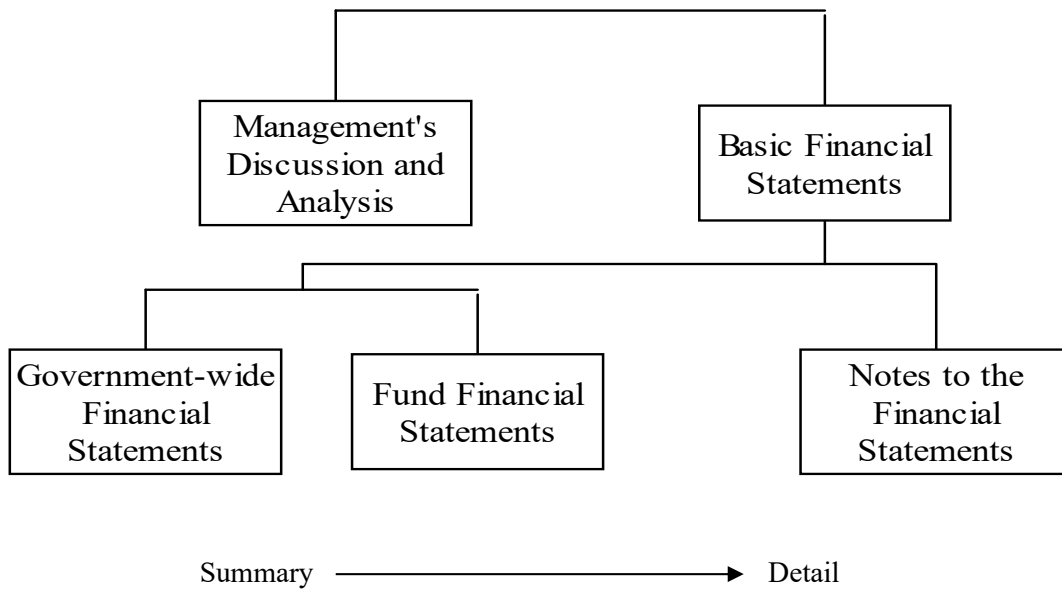 Management's
Discussion and
Analysis
Basic Financial
Statements
Government-wide
Financial
Statements
Fund Financial
Statements
Notes to the
Financial
Statements
Summary
Detail